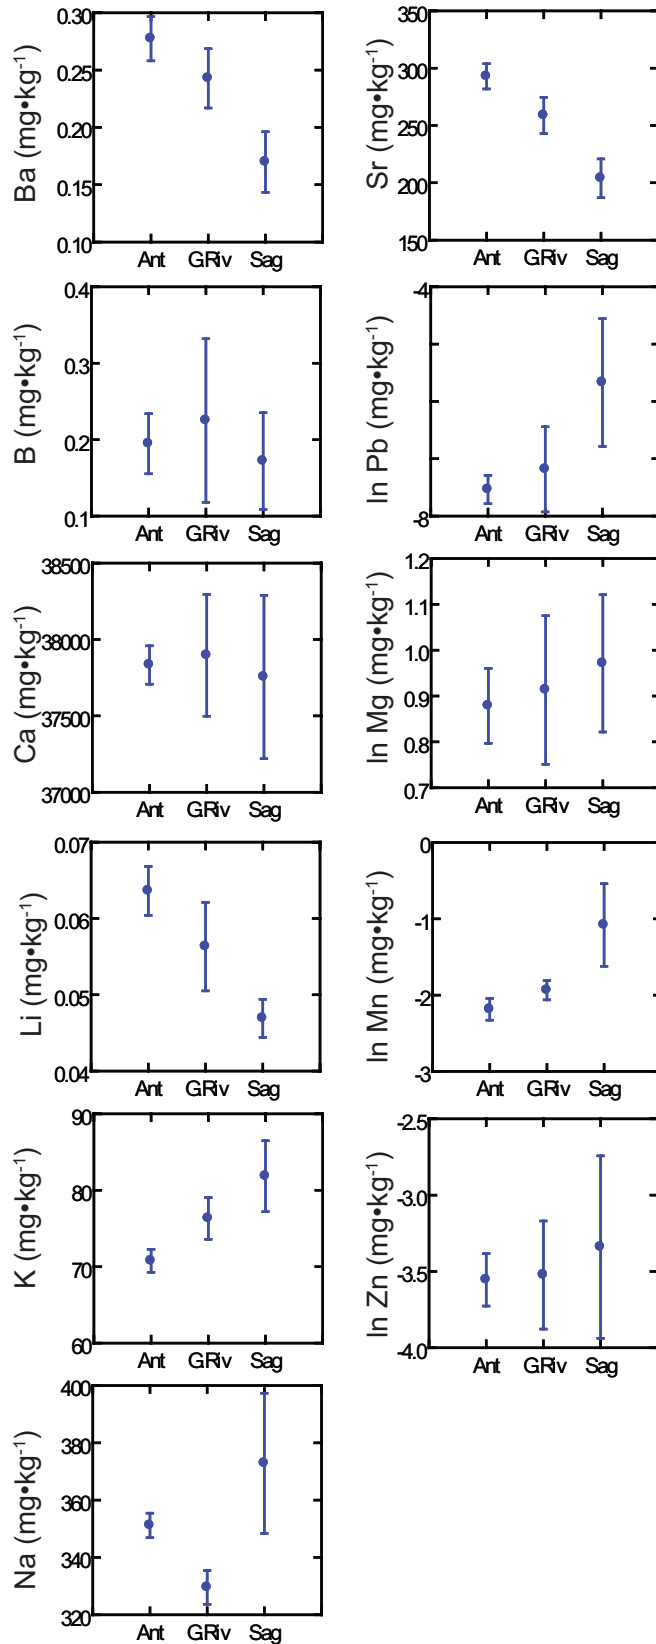 Ba (mg•kg-1)
0.30
0.25
0.20
0.15
0.10
Ant GRiv Sag
Sr (mg•kg-1)
350
300
250
200
150
Ant GRiv Sag
B (mg•kg-1)
0.4
0.3
0.2
0.1
Ant GRiv Sag
ln Pb (mg•kg-1)
-4
-8
Ant GRiv Sag
Ca (mg•kg-1)
38500
38000
37500
37000
Ant GRiv Sag
ln Mg (mg•kg-1)
1.2
1.1
1.0
0.9
0.8
0.7
Ant GRiv Sag
Li (mg•kg-1)
0.07
0.06
0.05
0.04
Ant GRiv Sag
ln Mn (mg•kg-1)
0
-1
-2
-3
Ant GRiv Sag
K (mg•kg-1)
90
80
70
60
Ant GRiv Sag
ln Zn (mg•kg-1)
-2.5
-3.0
-3.5
-4.0
Ant GRiv Sag
Na (mg•kg-1)
400
380
360
340
320
Ant GRiv Sag